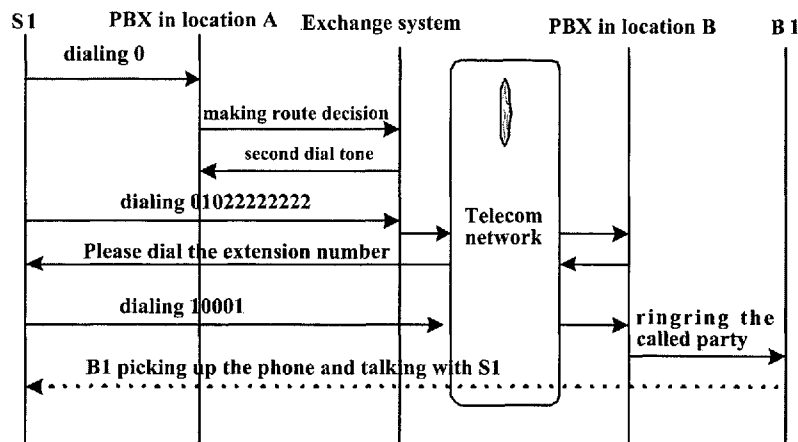 S1 PBX in location A Exchange system PBX in location B B1
dialing 0
making route decision
second dial tone
dialing 01022222222
Telecom
network
Please dial the extension number
dialing 10001
ringring the
called party
B1 picking up the phone and talking with S1